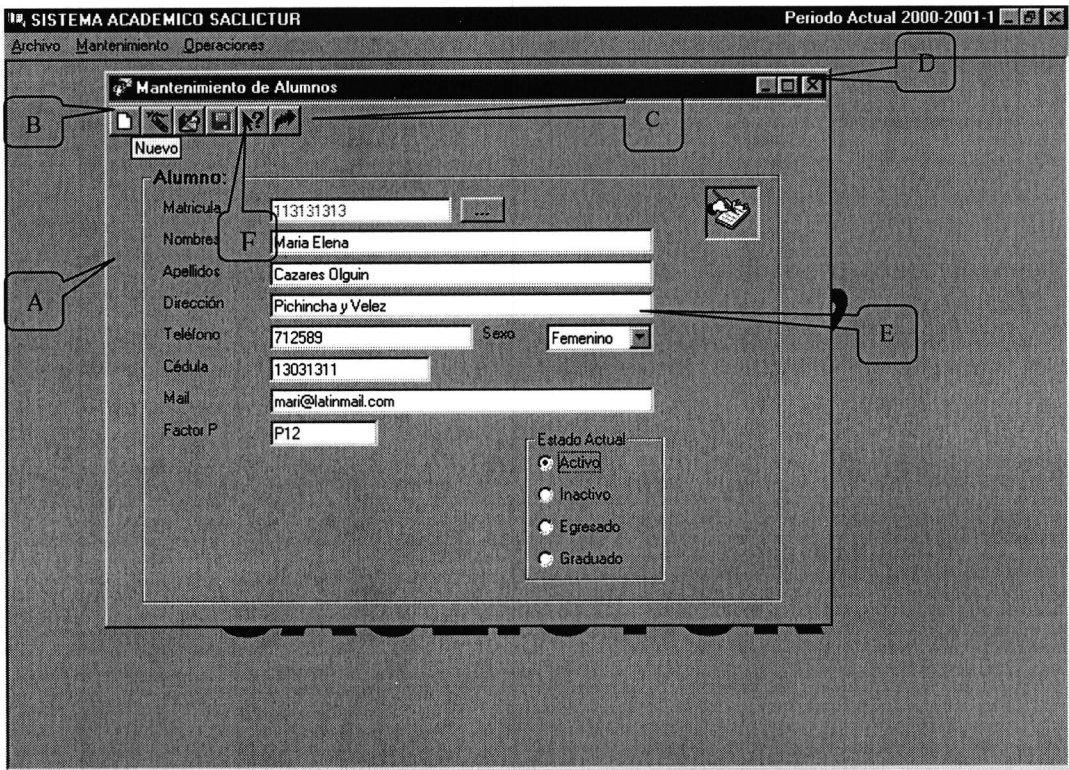 SISTEMA ACADEMICO SACLICTUR Periodo Actual 2000-2001-1
Archivo Mantenimiento Operaciones
D
Mantenimiento de Alumnos
B
C
Nuevo
Alumno:
Matricula 113131313 ...
Nombres Maria Elena
F
Apellidos Cazares Olguin
A
Dirección Pichincha y Velez
E
Teléfono 712589 Sexo Femenino
Cédula 13031311
Mail mari@latinmail.com
Factor P P12
Estado Actual
Activo
Inactivo
Egresado
Graduado